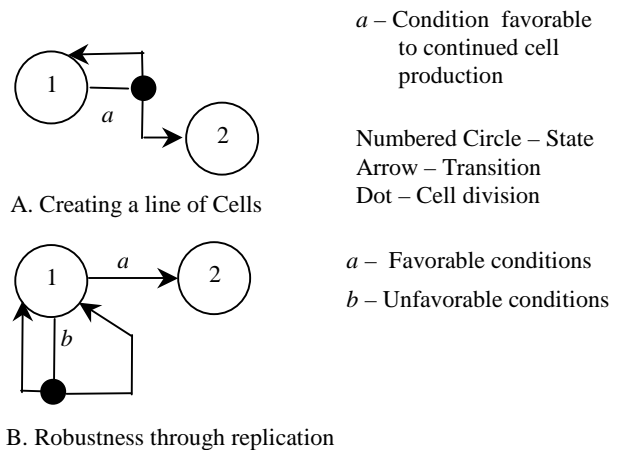 a – Condition favorable
to continued cell
production
1
a
2
Numbered Circle – State
Arrow – Transition
Dot – Cell division
A. Creating a line of Cells
1
a
2
b
a – Favorable conditions
b – Unfavorable conditions
B. Robustness through replication